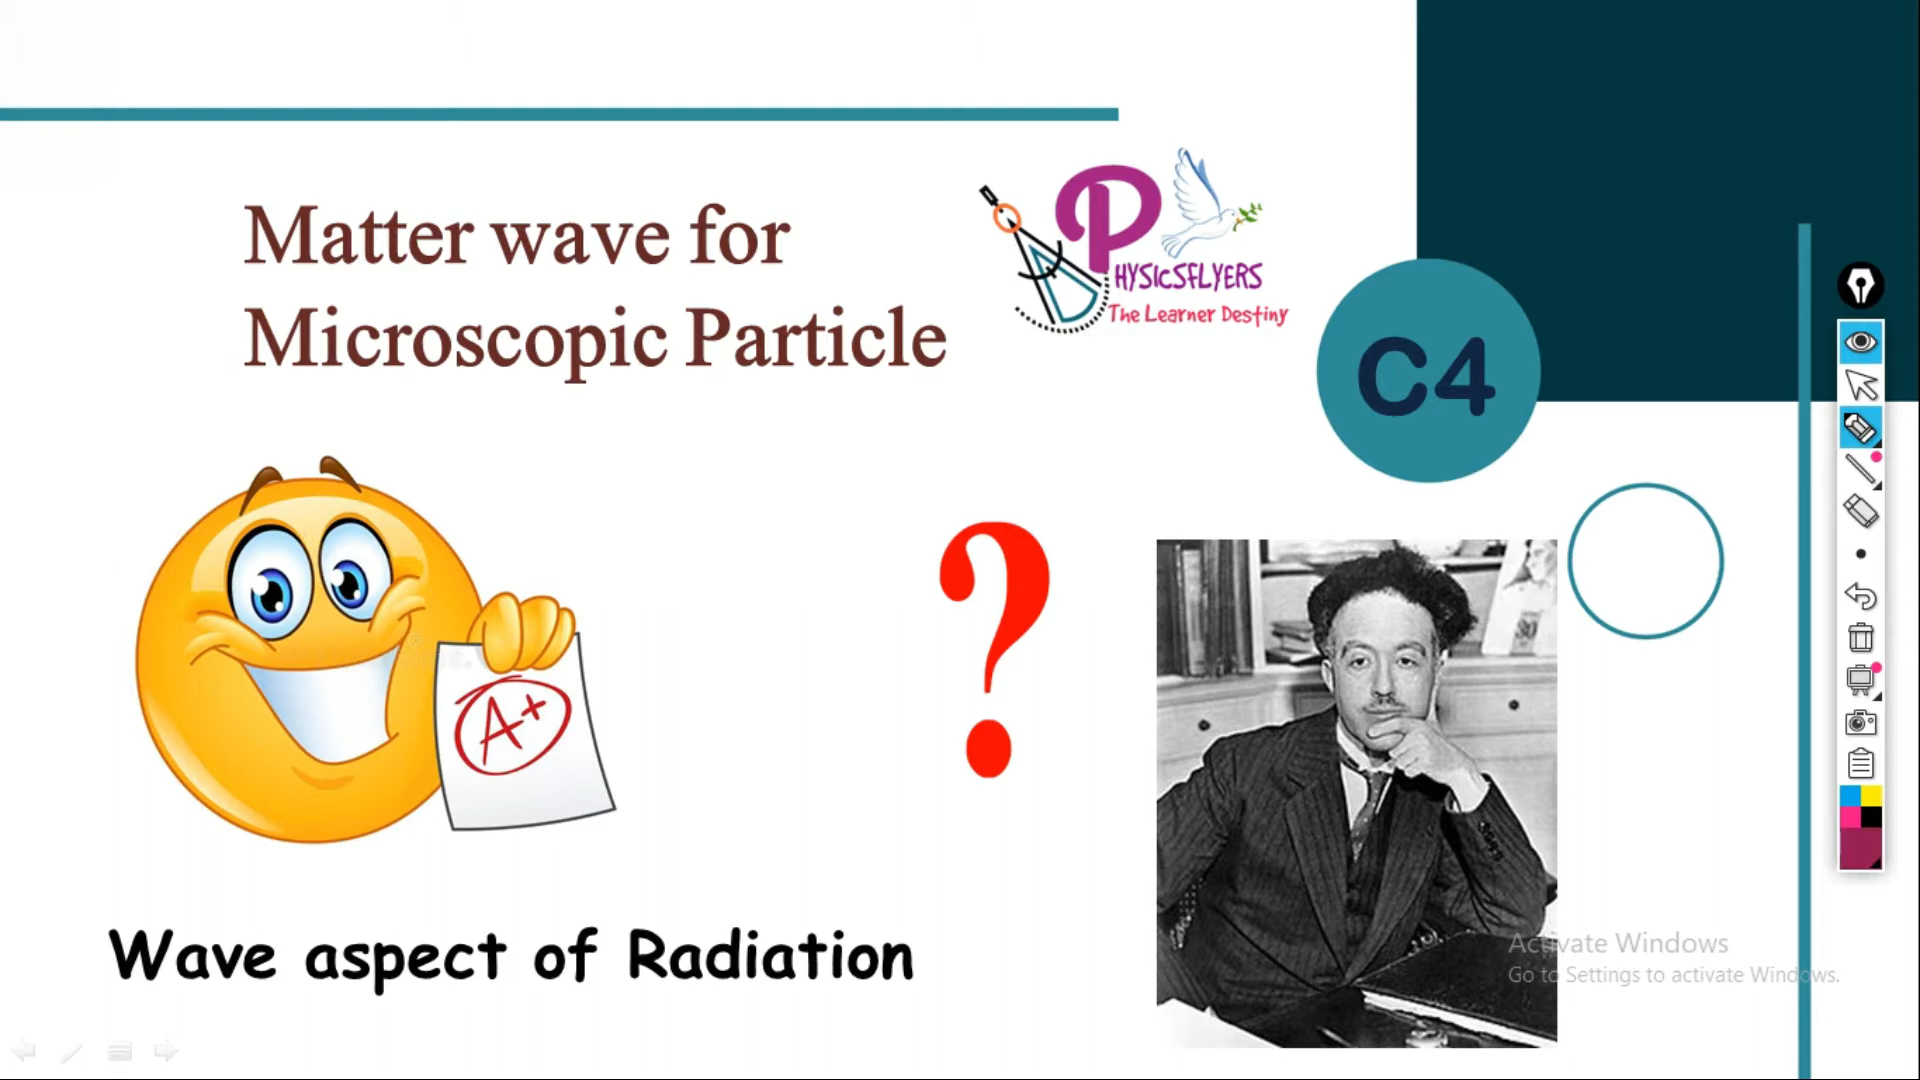 Matter wave for
Microscopic Particle
PHYSICSFLYERS
The Learner Destiny
C4
A+
Wave aspect of Radiation
Activate Windows
Go to Settings to activate Windows.